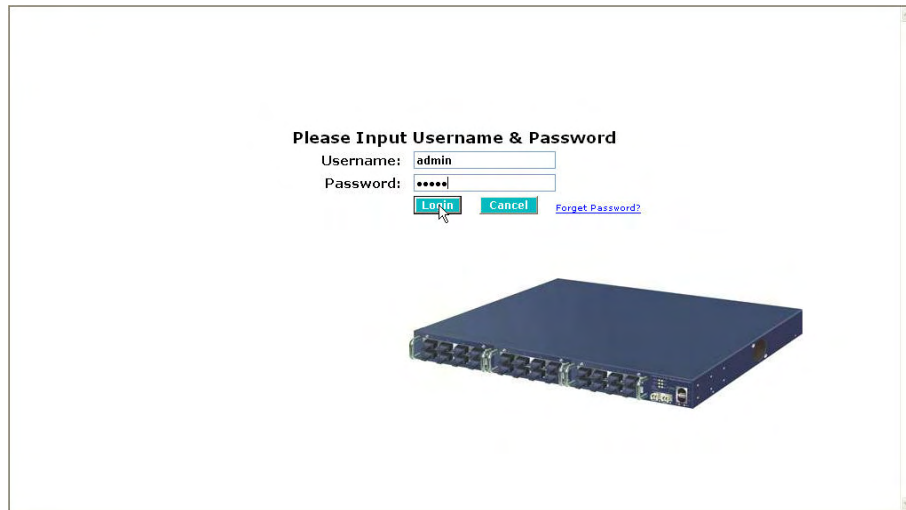 Please Input Username & Password
Username: admin
Password: •••••
Login Cancel Forget Password?